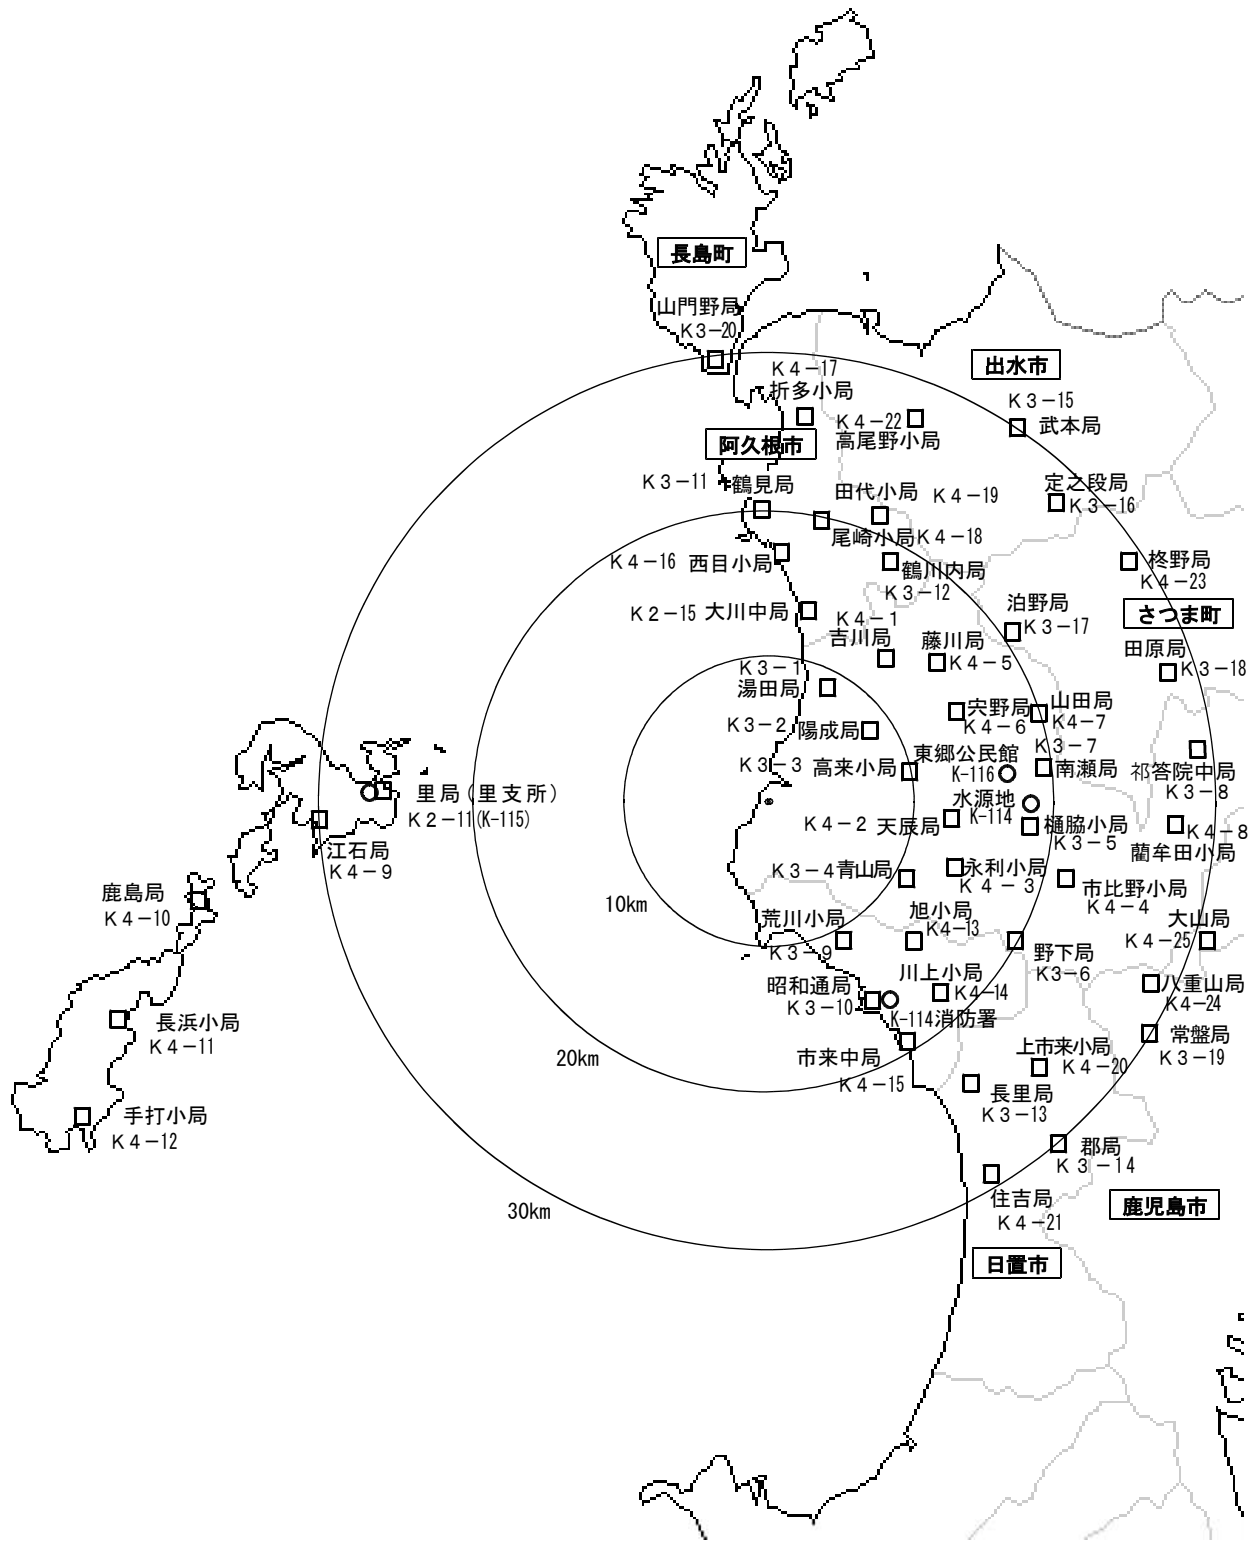 長島町
山門野局
Ｋ３－２０
Ｋ４－１７
折多小局
出水市
Ｋ３－１５
武本局
Ｋ４－２２
高尾野小局
阿久根市
Ｋ３－１１
鶴見局
田代小局
Ｋ４－１９
定之段局
Ｋ３－１６
尾崎小局Ｋ４－１８
Ｋ４－１６ 西目小局
鶴川内局
Ｋ３－１２
柊野局
Ｋ４－２３
さつま町
Ｋ２－１５ 大川中局
Ｋ４－１
吉川局
泊野局
Ｋ３－１７
藤川局
Ｋ４－５
田原局
Ｋ３－１８
Ｋ３－１
湯田局
Ｋ３－２ 陽成局
宍野局
Ｋ４－６
山田局
Ｋ４－７
Ｋ３－７
南瀬局
Ｋ３－３ 高来小局
東郷公民館
K-116
祁答院中局
Ｋ３－８
里局（里支所）
Ｋ２－１１(K-115)
水源地
K-114
Ｋ４－２ 天辰局
樋脇小局
Ｋ３－５
Ｋ４－８
藺牟田小局
江石局
Ｋ４－９
Ｋ３－４青山局
永利小局
Ｋ４－３
市比野小局
Ｋ４－４
鹿島局
Ｋ４－１０
10km
荒川小局
Ｋ３－９
旭小局
Ｋ４－１３
大山局
Ｋ４－２５
野下局
Ｋ３－６
昭和通局
Ｋ３－１０
川上小局
Ｋ４－１４
八重山局
Ｋ４－２４
K-114消防署
長浜小局
Ｋ４－１１
常盤局
Ｋ３－１９
20km
市来中局
Ｋ４－１５
上市来小局
Ｋ４－２０
長里局
Ｋ３－１３
手打小局
Ｋ４－１２
郡局
Ｋ３－１４
30km
住吉局
Ｋ４－２１
鹿児島市
日置市